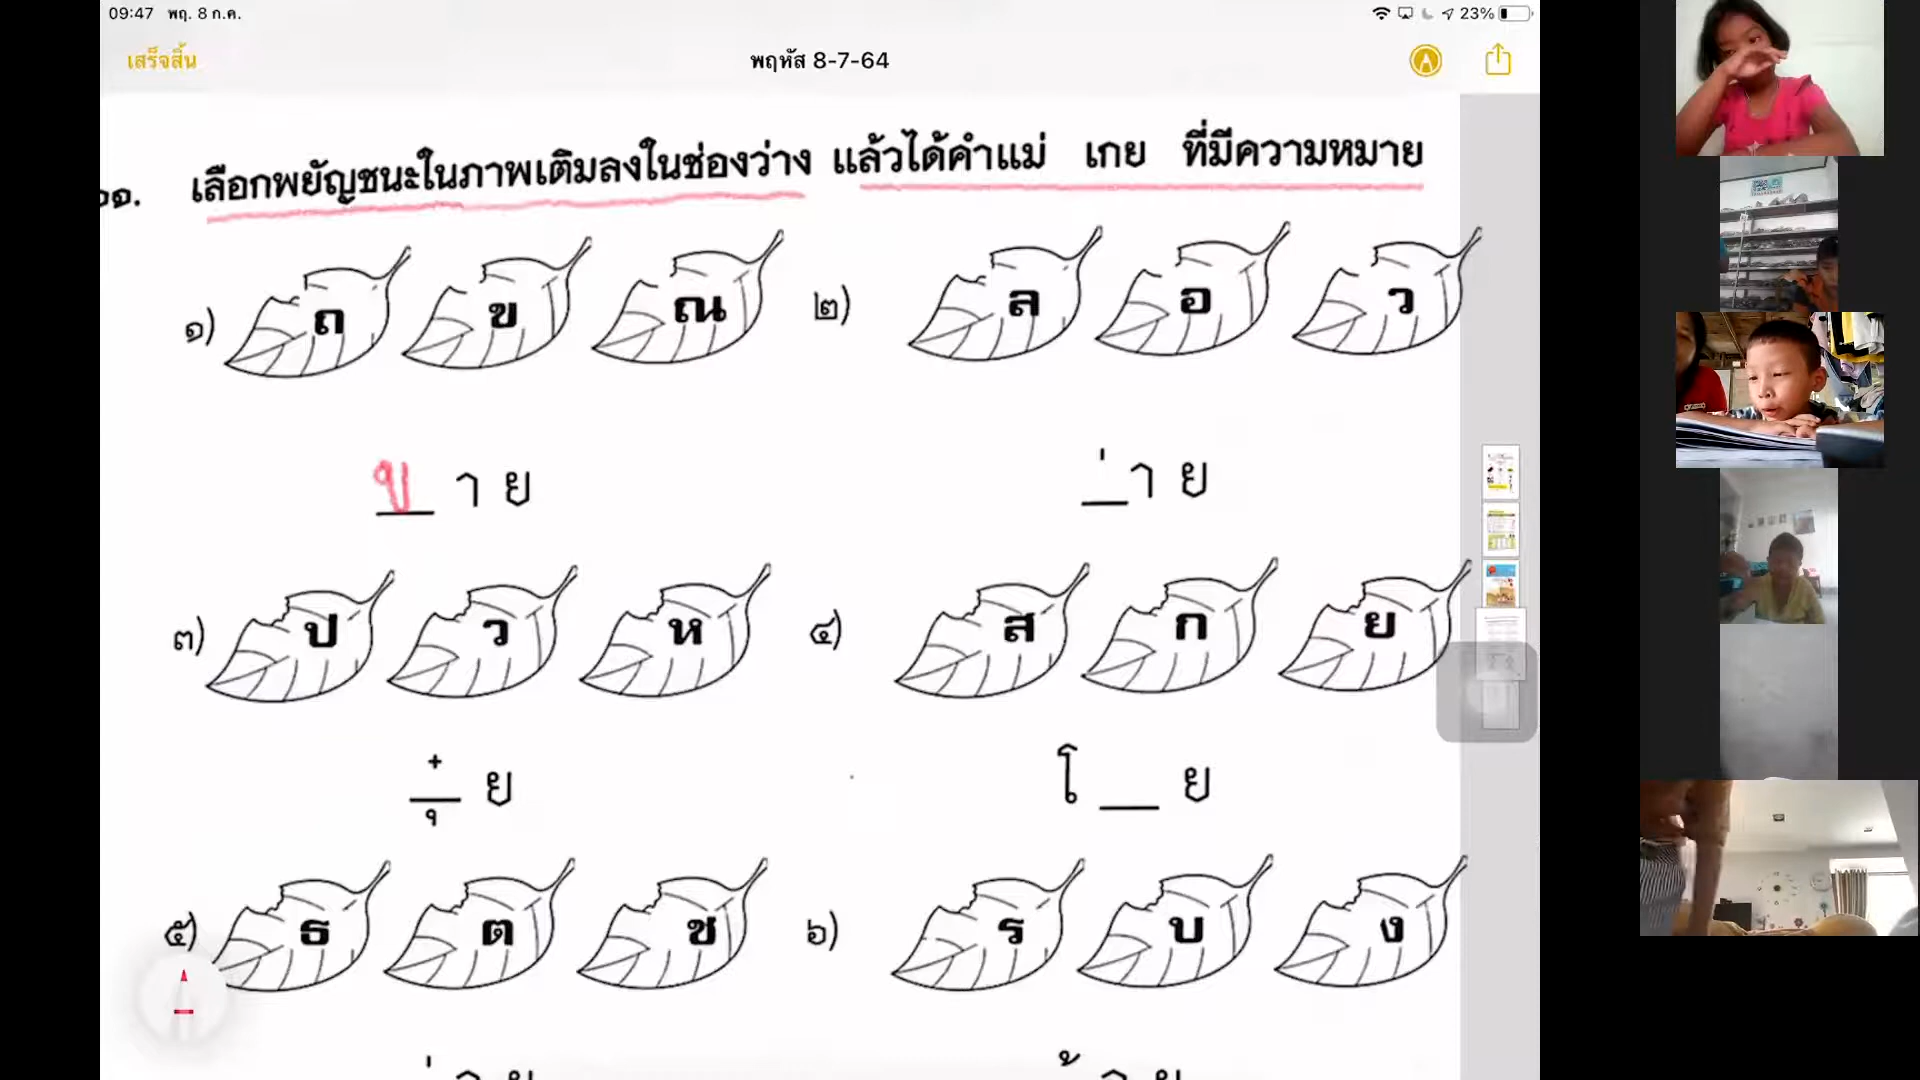 09:47 พฤ. 8 ก.ค.
23%
เสร็จสิ้น
พฤหัส 8-7-64
๑๑. เลือกพยัญชนะในภาพเติมลงในช่องว่าง แล้วได้คำแม่ เกย ที่มีความหมาย
๑) ถ ข ณ
๒) ล อ ว
ข า ย
_่า ย
๓) ป ว ห
๔) ส ก ย
_ุ๋ ย
โ _ ย
๕) ธ ต ช
๖) ร บ ง